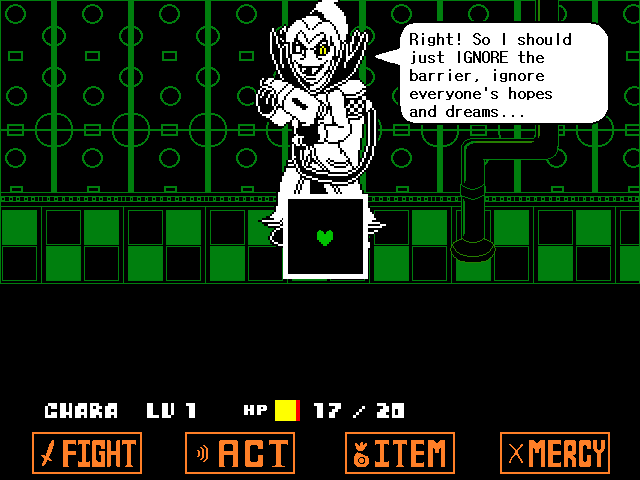 Right! So I should
just IGNORE the
barrier, ignore
everyone's hopes
and dreams...
CHARA LV 1 HP 17 / 20
FIGHT ACT ITEM MERCY